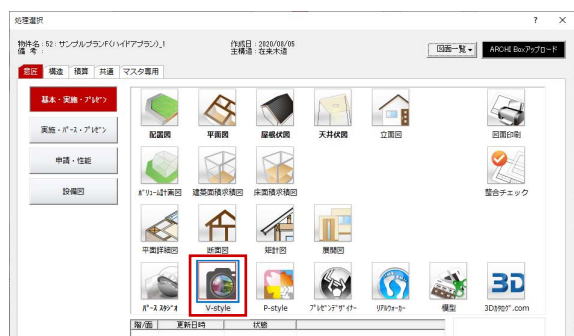 処理選択
? ×
物件名:52:サンプルプランF(ハイドアプラン)_1 作成日:2020/08/05
備 考: 主構造:在来木造
図面一覧 ARCHI Boxアップロード
意匠 構造 積算 共通 マスタ専用
基本・実施・プレゼン
実施・パース・プレゼン
申請・性能
設備図
配置図 平面図 屋根伏図 天井伏図 立面図 図面印刷
ボリューム計画図 建築面積求積図 床面積求積図 整合チェック
平面詳細図 断面図 矩計図 展開図
パース スタジオ V-style P-style プレゼンデザイナー リアルウォーカー 模型 3Dカタログ.com
階/面 更新日時 状態